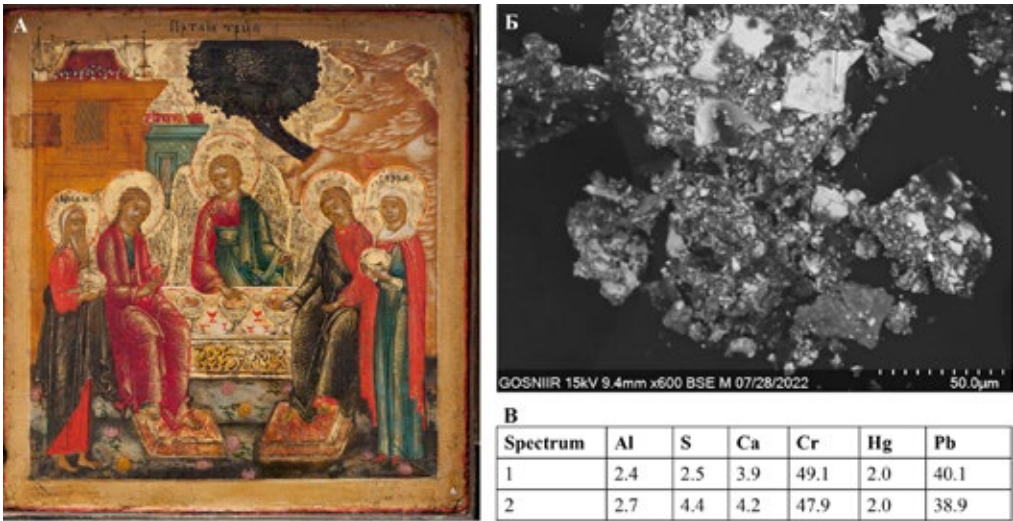 А
Б
GOSNIIR 15kV 9.4mm x600 BSE M 07/28/2022
50.0µm
В
Spectrum Al S Ca Cr Hg Pb
1 2.4 2.5 3.9 49.1 2.0 40.1
2 2.7 4.4 4.2 47.9 2.0 38.9